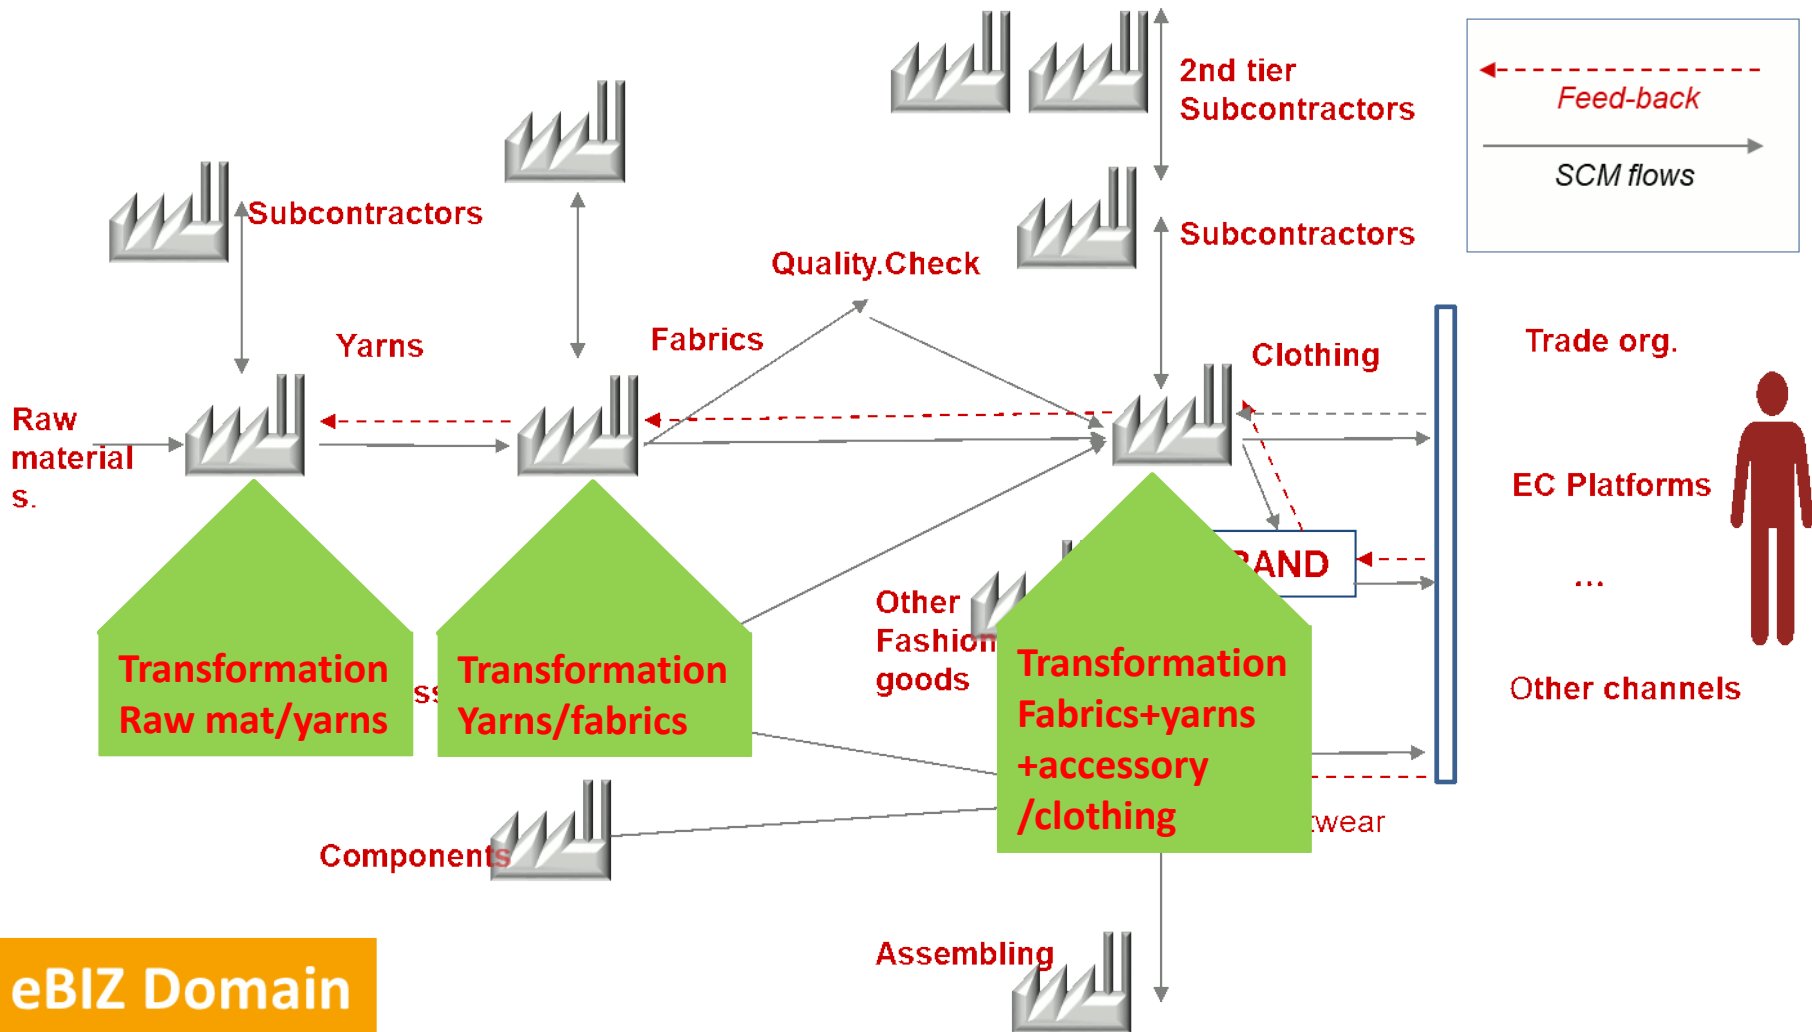 2nd tier
Subcontractors
Feed-back
SCM flows
Subcontractors
Subcontractors
Quality.Check
Yarns
Fabrics
Clothing
Trade org.
Raw
material
s.
EC Platforms
RAND
...
Other
Fashion
goods
Transformation
Raw mat/yarns
Transformation
Yarns/fabrics
Transformation
Fabrics+yarns
+accessory
/clothing
Other channels
twear
Components
Assembling
eBIZ Domain